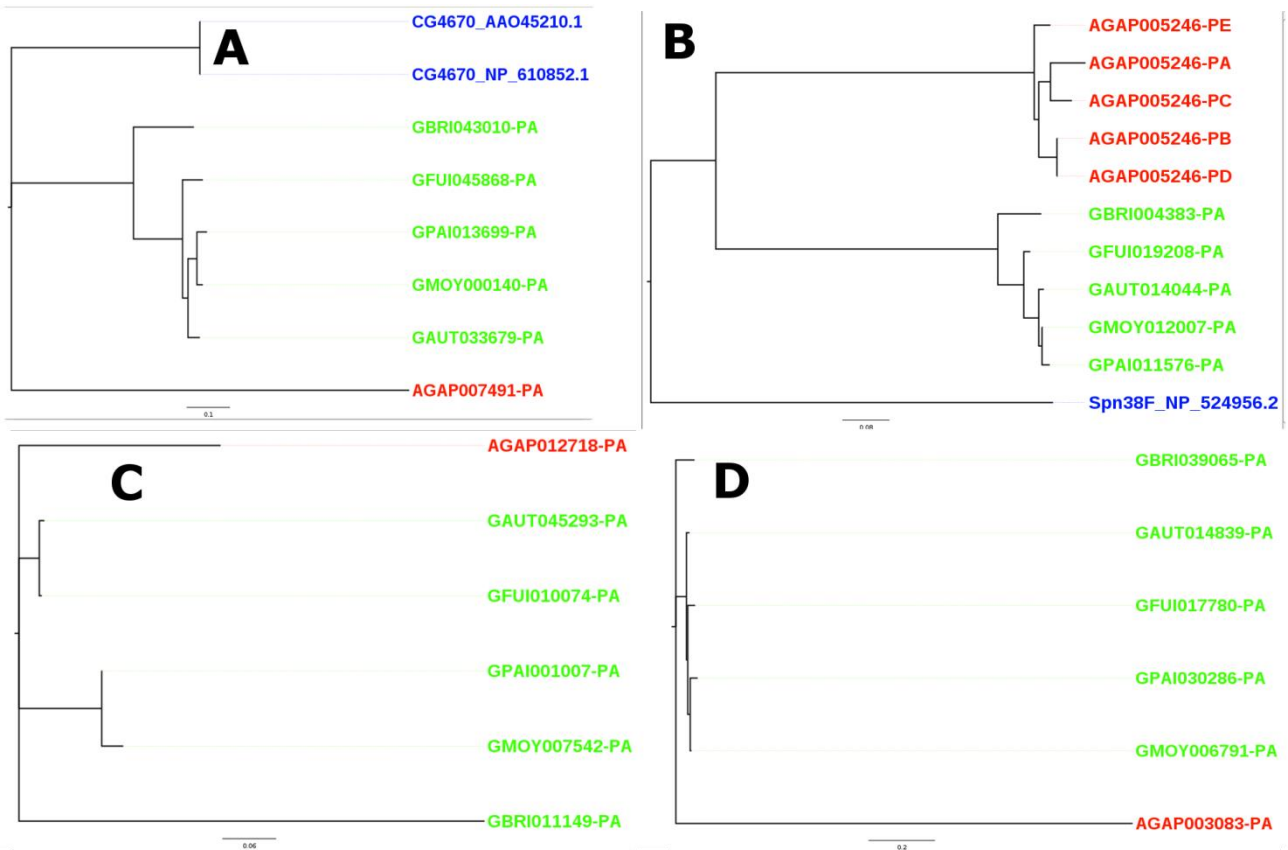 A
CG4670_AAO45210.1
CG4670_NP_610852.1
GBRI043010-PA
GFUI045868-PA
GPAI013699-PA
GMOY000140-PA
GAUT033679-PA
AGAP007491-PA
0.1
B
AGAP005246-PE
AGAP005246-PA
AGAP005246-PC
AGAP005246-PB
AGAP005246-PD
GBRI004383-PA
GFUI019208-PA
GAUT014044-PA
GMOY012007-PA
GPAI011576-PA
Spn38F_NP_524956.2
0.08
C
AGAP012718-PA
GAUT045293-PA
GFUI010074-PA
GPAI001007-PA
GMOY007542-PA
GBRI011149-PA
0.06
D
GBRI039065-PA
GAUT014839-PA
GFUI017780-PA
GPAI030286-PA
GMOY006791-PA
AGAP003083-PA
0.2